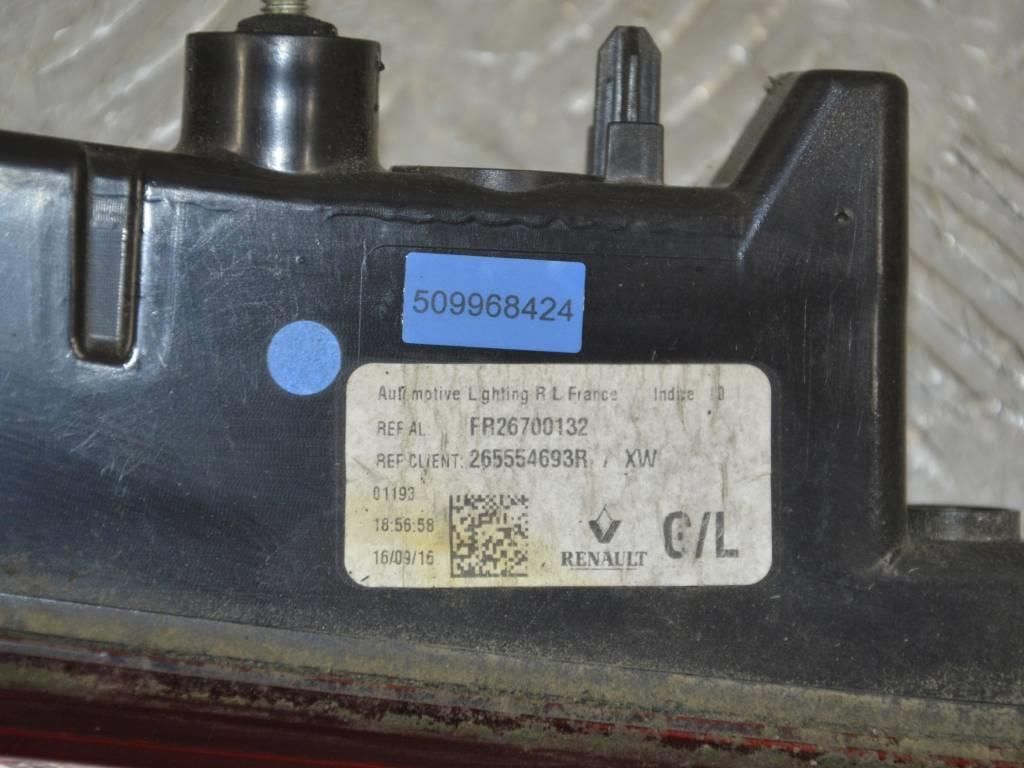 509968424
Automotive Lighting R L France Indice
REF AL FR26700132
REF CLIENT: 265554693R / XW
01193
18:56:58
16/09/16
RENAULT
G/L